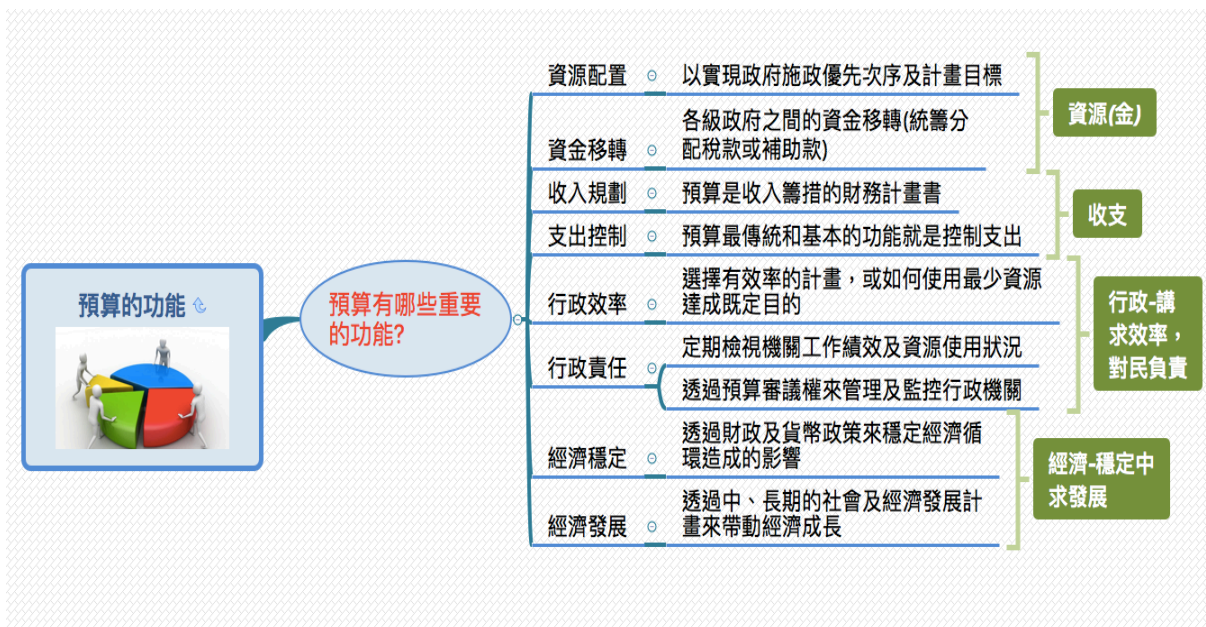 預算的功能
預算有哪些重要
的功能?
資源配置
以實現政府施政優先次序及計畫目標
資金移轉
各級政府之間的資金移轉(統籌分
配稅款或補助款)
資源(金)
收入規劃
預算是收入籌措的財務計畫書
支出控制
預算最傳統和基本的功能就是控制支出
收支
行政效率
選擇有效率的計畫，或如何使用最少資源
達成既定目的
行政責任
定期檢視機關工作績效及資源使用狀況
透過預算審議權來管理及監控行政機關
行政-講
求效率，
對民負責
經濟穩定
透過財政及貨幣政策來穩定經濟循
環造成的影響
經濟發展
透過中、長期的社會及經濟發展計
畫來帶動經濟成長
經濟-穩定中
求發展